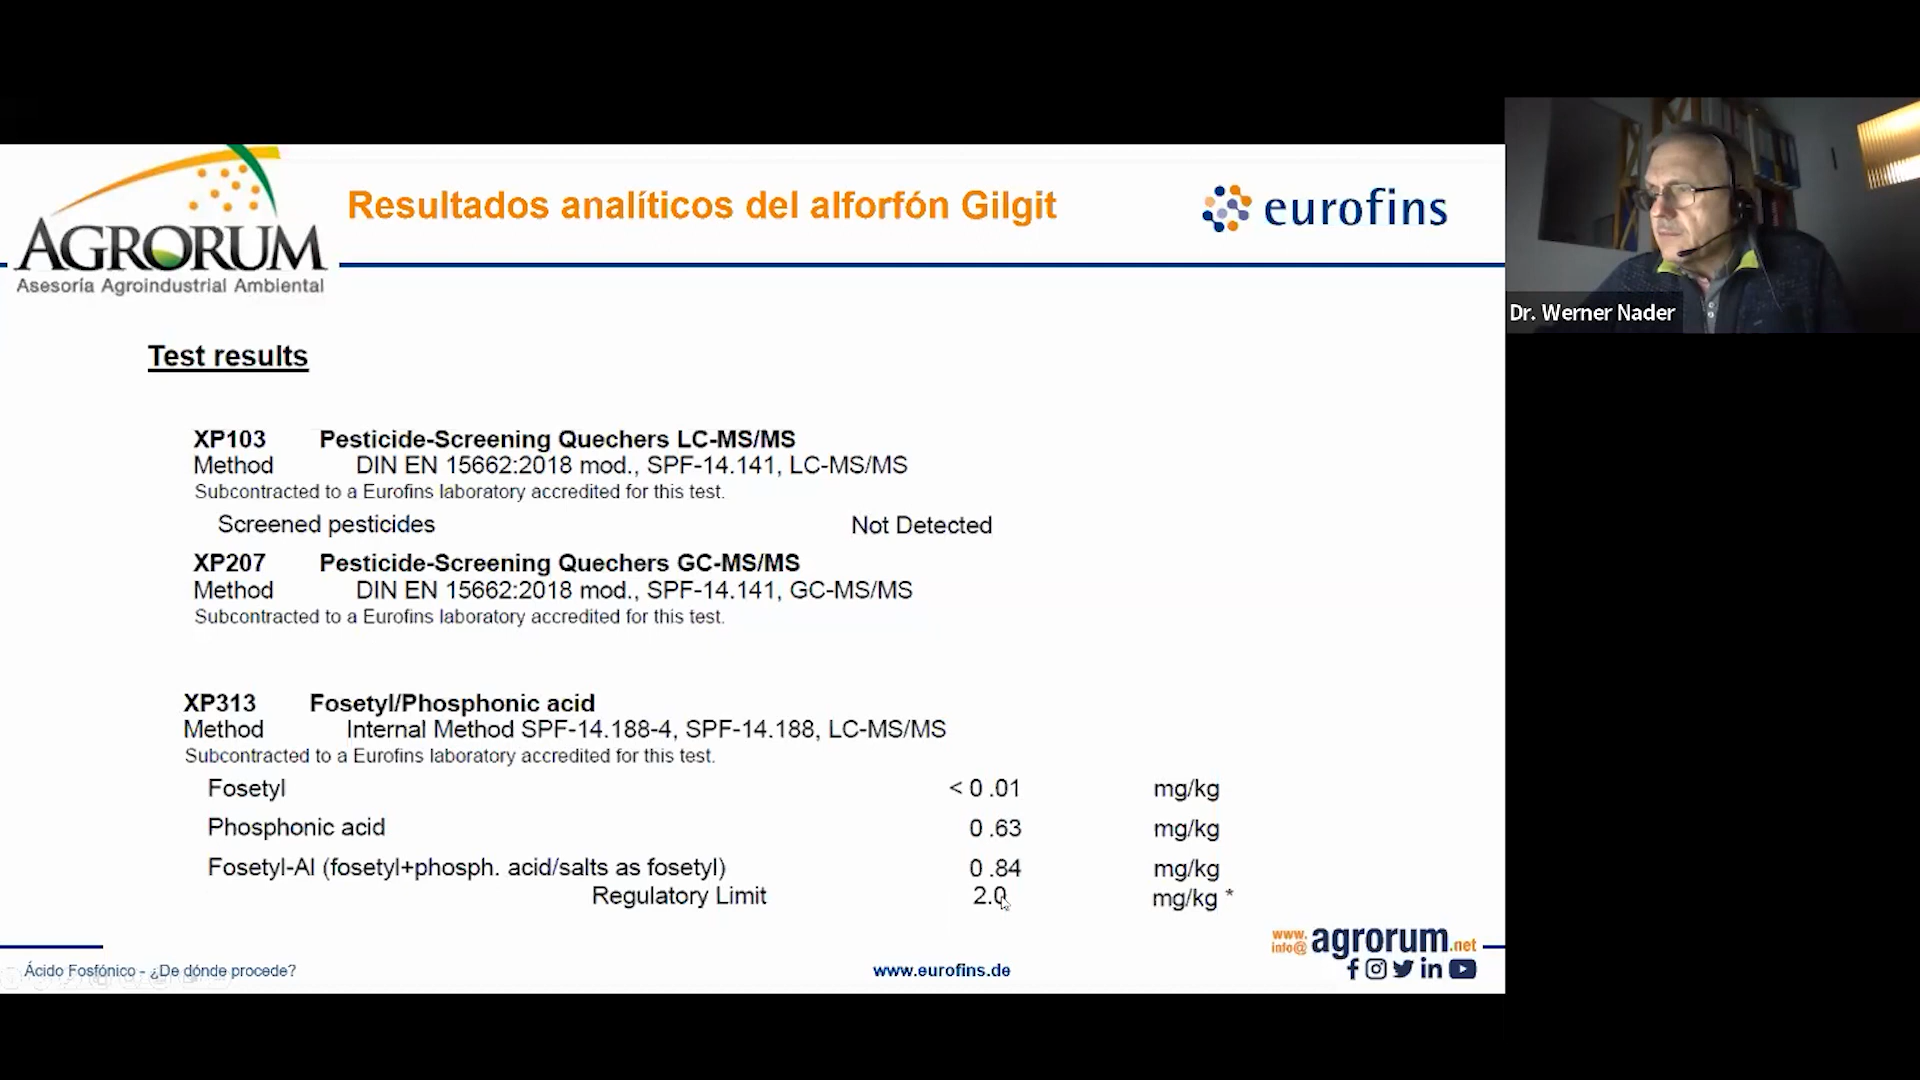 AGRORUM
Asesoría Agroindustrial Ambiental
Resultados analíticos del alforfón Gilgit
eurofins
Dr. Werner Nader
Test results
XP103 Pesticide-Screening Quechers LC-MS/MS
Method DIN EN 15662:2018 mod., SPF-14.141, LC-MS/MS
Subcontracted to a Eurofins laboratory accredited for this test.
Screened pesticides Not Detected
XP207 Pesticide-Screening Quechers GC-MS/MS
Method DIN EN 15662:2018 mod., SPF-14.141, GC-MS/MS
Subcontracted to a Eurofins laboratory accredited for this test.
XP313 Fosetyl/Phosphonic acid
Method Internal Method SPF-14.188-4, SPF-14.188, LC-MS/MS
Subcontracted to a Eurofins laboratory accredited for this test.
Fosetyl < 0 .01 mg/kg
Phosphonic acid 0 .63 mg/kg
Fosetyl-Al (fosetyl+phosph. acid/salts as fosetyl) 0 .84 mg/kg
Regulatory Limit 2.0 mg/kg *
www. info@ agrorum.net
Ácido Fosfónico - ¿De dónde procede? www.eurofins.de